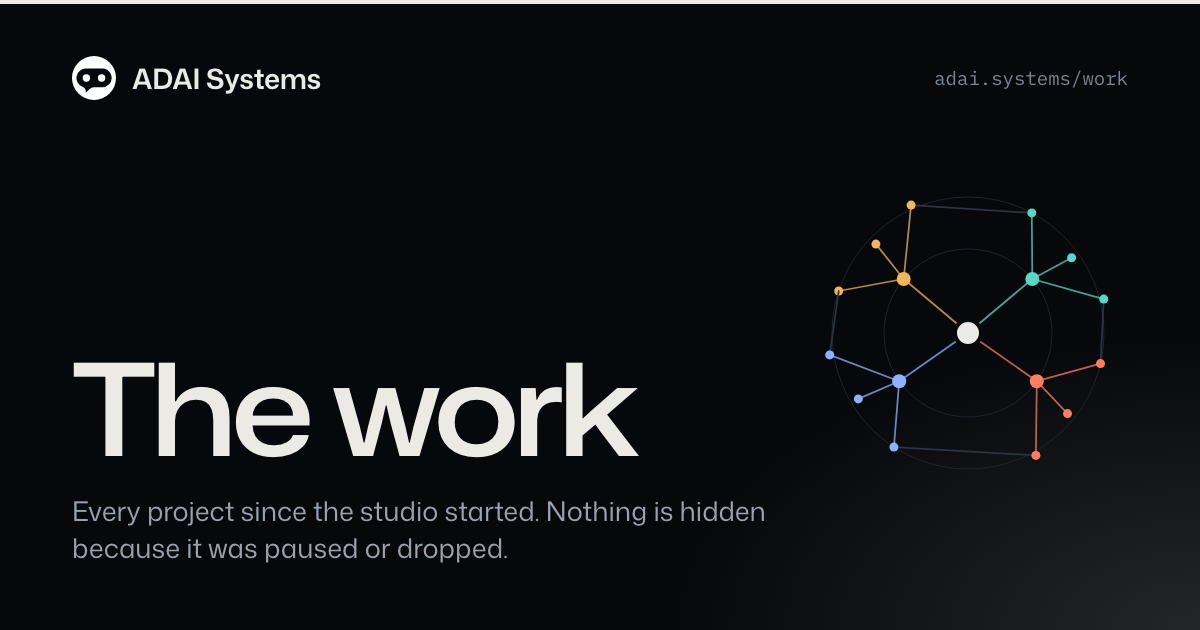 ADAI Systems
adai.systems/work
The work
Every project since the studio started. Nothing is hidden
because it was paused or dropped.